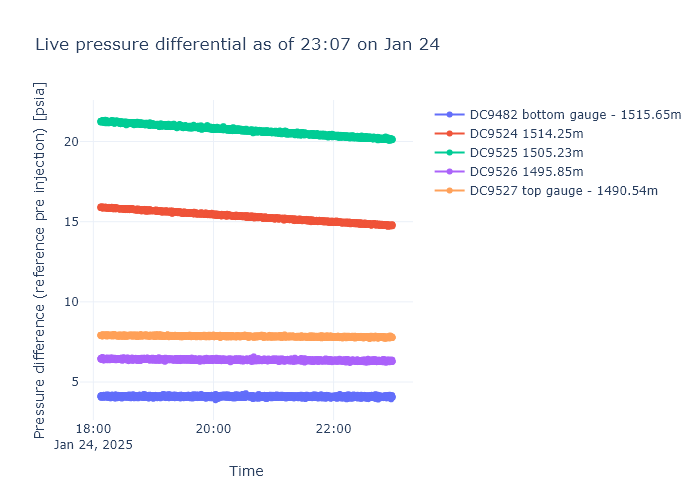 Live pressure differential as of 23:07 on Jan 24
Pressure difference (reference pre injection) [psia]
20
15
10
5
18:00
Jan 24, 2025
20:00
22:00
Time
DC9482 bottom gauge - 1515.65m
DC9524 1514.25m
DC9525 1505.23m
DC9526 1495.85m
DC9527 top gauge - 1490.54m